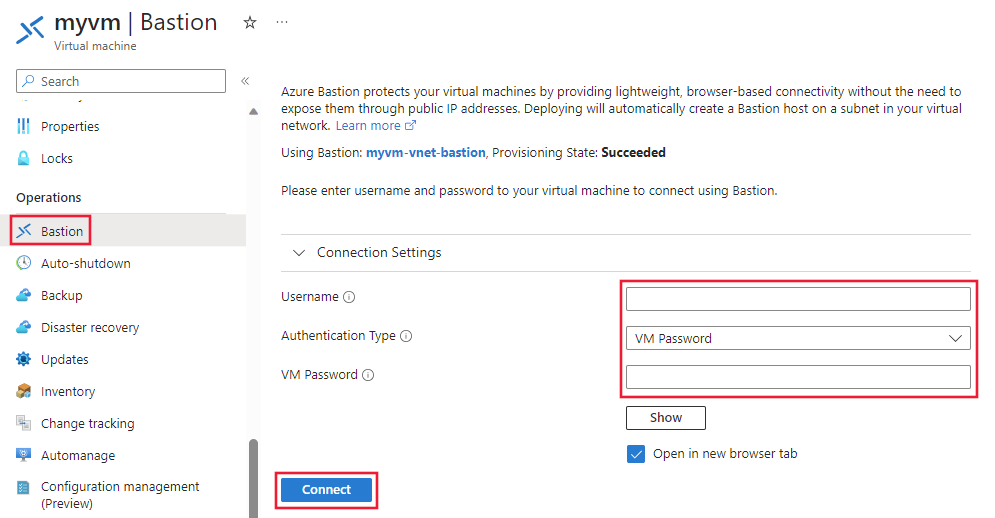 myvm | Bastion
Virtual machine
Search
Properties
Locks
Operations
Bastion
Auto-shutdown
Backup
Disaster recovery
Updates
Inventory
Change tracking
Automanage
Configuration management
(Preview)
Azure Bastion protects your virtual machines by providing lightweight, browser-based connectivity without the need to
expose them through public IP addresses. Deploying will automatically create a Bastion host on a subnet in your virtual
network. Learn more
Using Bastion: myvm-vnet-bastion, Provisioning State: Succeeded
Please enter username and password to your virtual machine to connect using Bastion.
Connection Settings
Username
Authentication Type
VM Password
VM Password
Show
Open in new browser tab
Connect